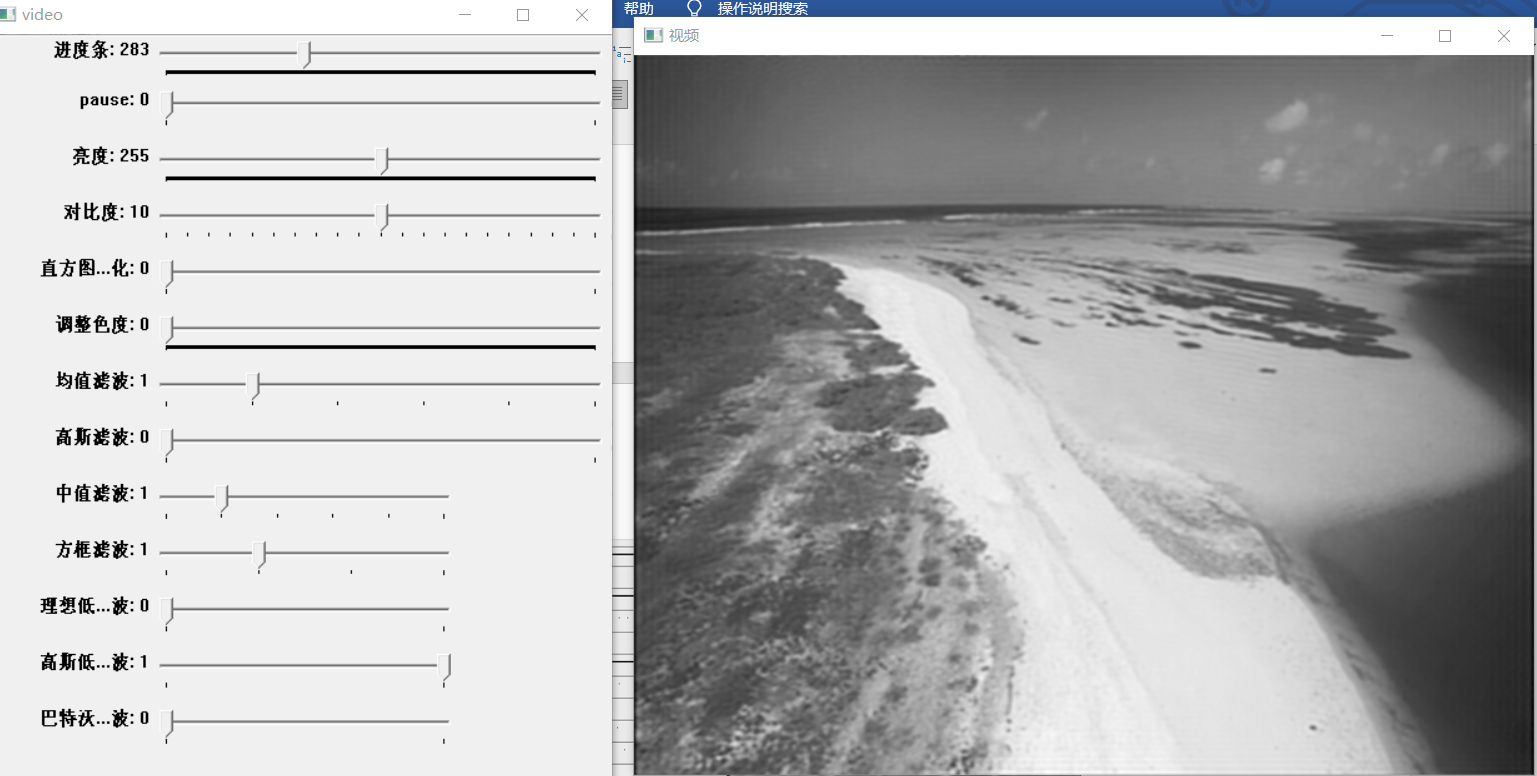 video
进度条: 283
pause: 0
亮度: 255
对比度: 10
直方图...化: 0
调整色度: 0
均值滤波: 1
高斯滤波: 0
中值滤波: 1
方框滤波: 1
理想低...波: 0
高斯低...波: 1
巴特沃...波: 0
帮助 操作说明搜索
视频